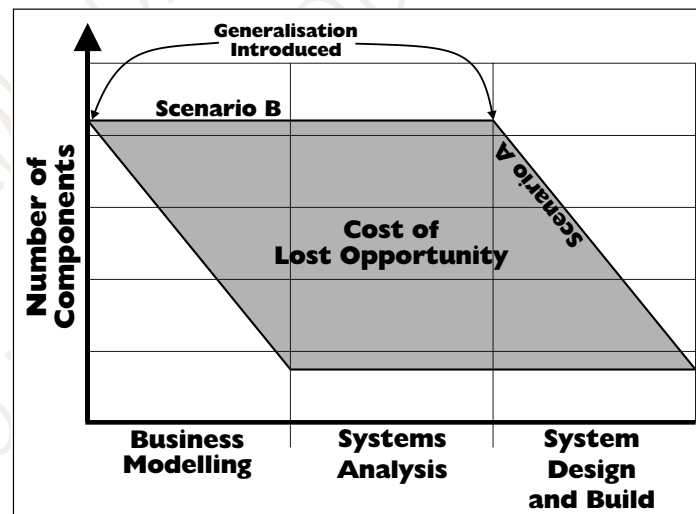 Generalisation
Introduced
Scenario B
Scenario A
Cost of
Lost Opportunity
Number of
Components
Business
Modelling
Systems
Analysis
System
Design
and Build